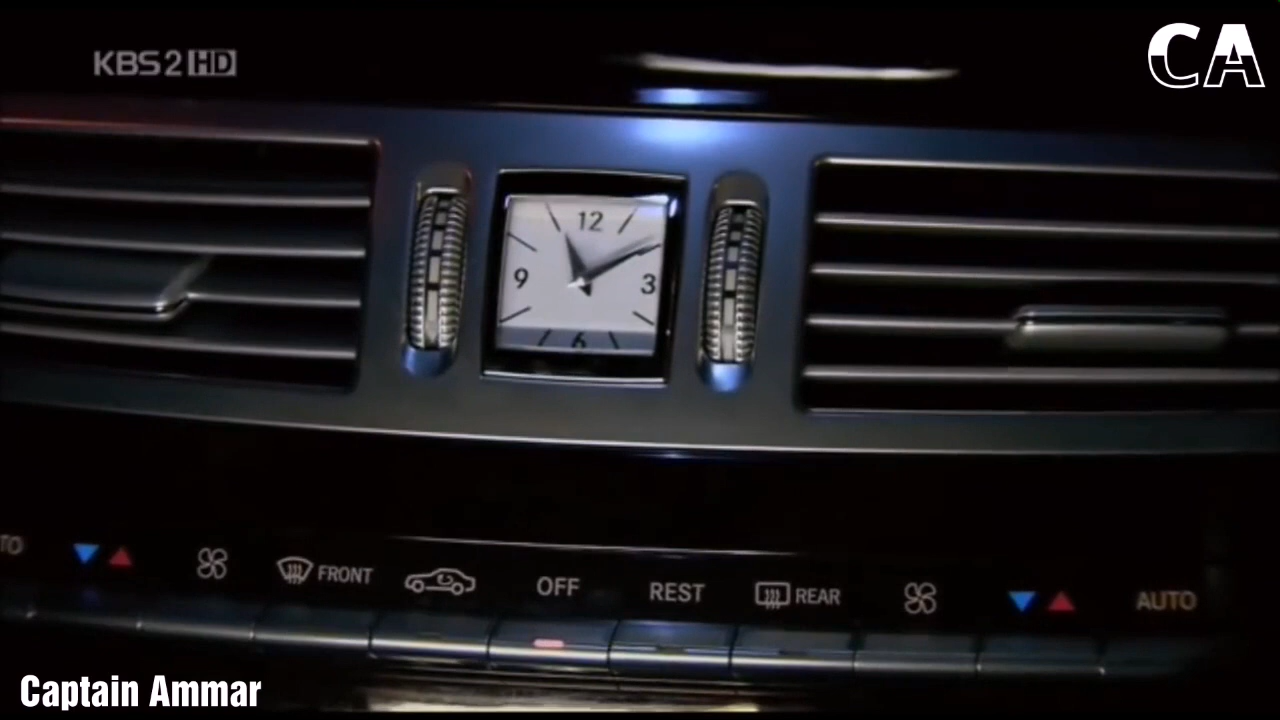 KBS2 HD
CA
12
9
3
6
FRONT
OFF
REST
REAR
AUTO
Captain Ammar